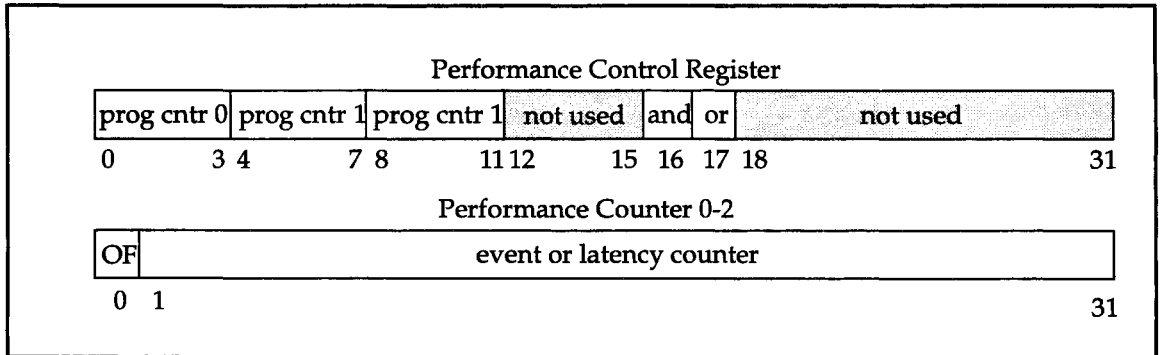 Performance Control Register
prog cntr 0 prog cntr 1 prog cntr 1 not used and or not used
0 3 4 7 8 11 12 15 16 17 18 31
Performance Counter 0-2
OF event or latency counter
0 1 31